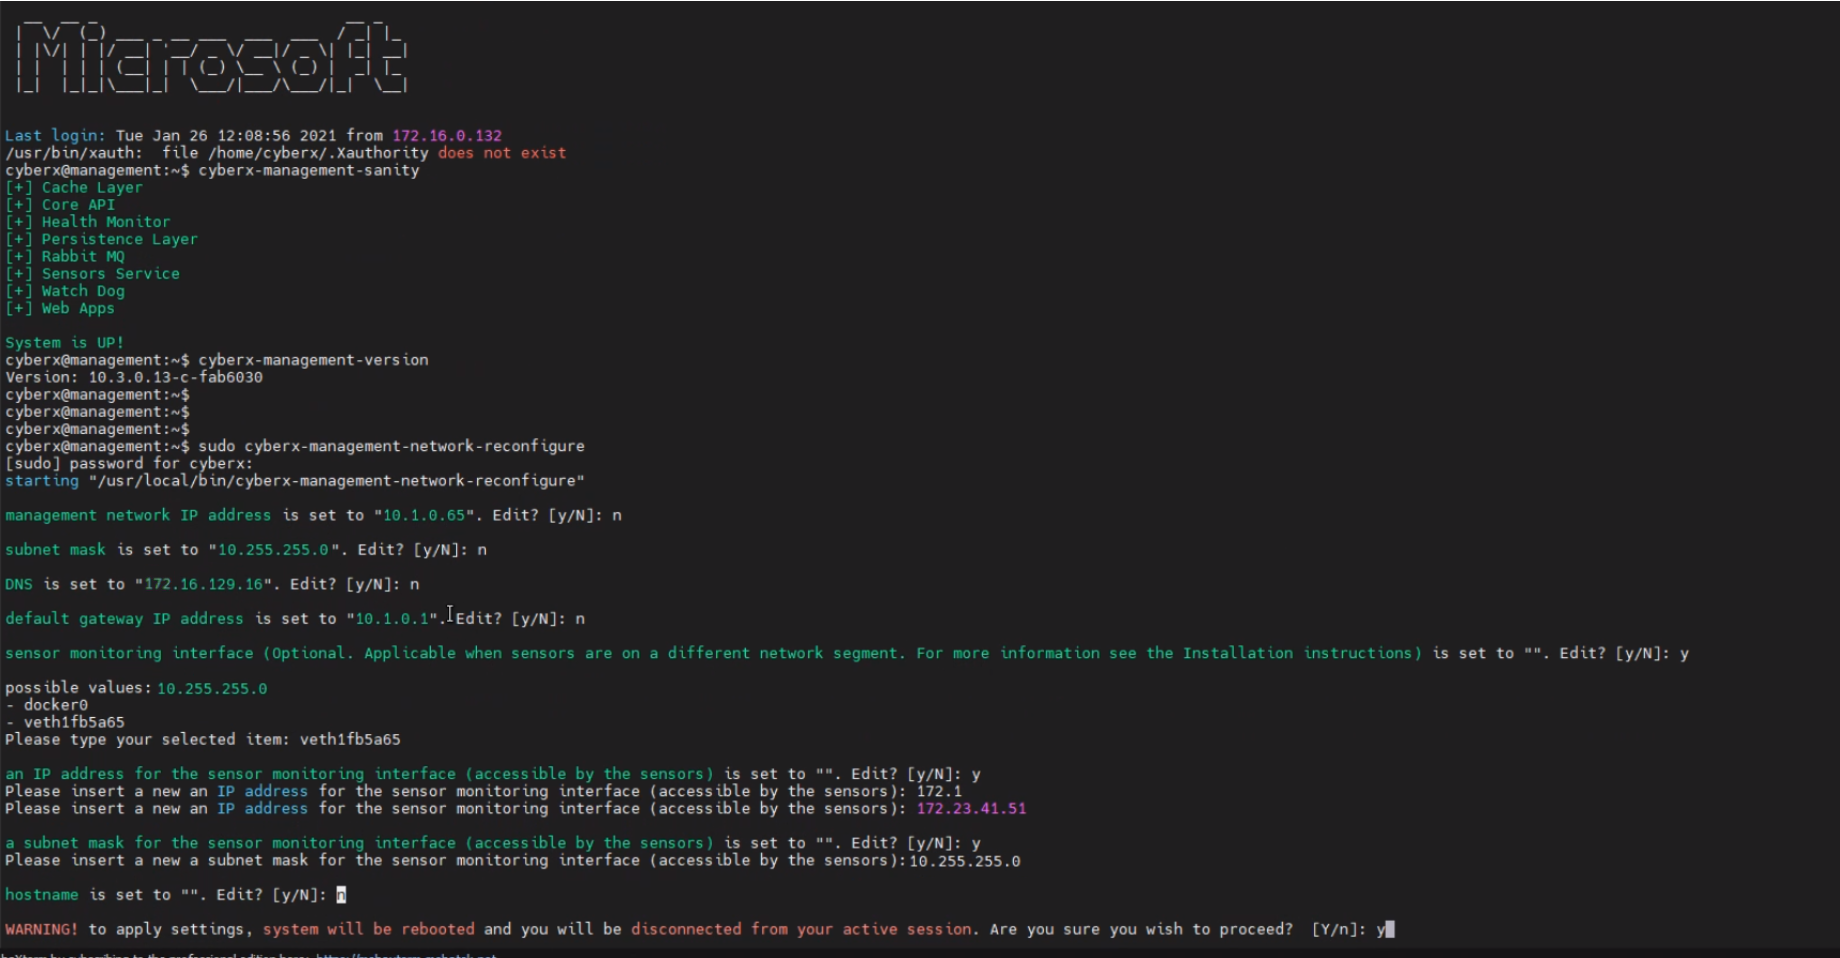 Microsoft
Last login: Tue Jan 26 12:08:56 2021 from 172.16.0.132
/usr/bin/xauth:  file /home/cyberx/.Xauthority does not exist
cyberx@management:~$ cyberx-management-sanity
[+] Cache Layer
[+] Core API
[+] Health Monitor
[+] Persistence Layer
[+] Rabbit MQ
[+] Sensors Service
[+] Watch Dog
[+] Web Apps
System is UP!
cyberx@management:~$ cyberx-management-version
Version: 10.3.0.13-c-fab6030
cyberx@management:~$
cyberx@management:~$
cyberx@management:~$
cyberx@management:~$ sudo cyberx-management-network-reconfigure
[sudo] password for cyberx:
starting "/usr/local/bin/cyberx-management-network-reconfigure"
management network IP address is set to "10.1.0.65". Edit? [y/N]: n
subnet mask is set to "10.255.255.0". Edit? [y/N]: n
DNS is set to "172.16.129.16". Edit? [y/N]: n
default gateway IP address is set to "10.1.0.1". Edit? [y/N]: n
sensor monitoring interface (Optional. Applicable when sensors are on a different network segment. For more information see the Installation instructions) is set to "". Edit? [y/N]: y
possible values: 10.255.255.0
- docker0
- veth1fb5a65
Please type your selected item: veth1fb5a65
an IP address for the sensor monitoring interface (accessible by the sensors) is set to "". Edit? [y/N]: y
Please insert a new an IP address for the sensor monitoring interface (accessible by the sensors): 172.1
Please insert a new an IP address for the sensor monitoring interface (accessible by the sensors): 172.23.41.51
a subnet mask for the sensor monitoring interface (accessible by the sensors) is set to "". Edit? [y/N]: y
Please insert a new a subnet mask for the sensor monitoring interface (accessible by the sensors):10.255.255.0
hostname is set to "". Edit? [y/N]: n
WARNING! to apply settings, system will be rebooted and you will be disconnected from your active session. Are you sure you wish to proceed?  [Y/n]: y